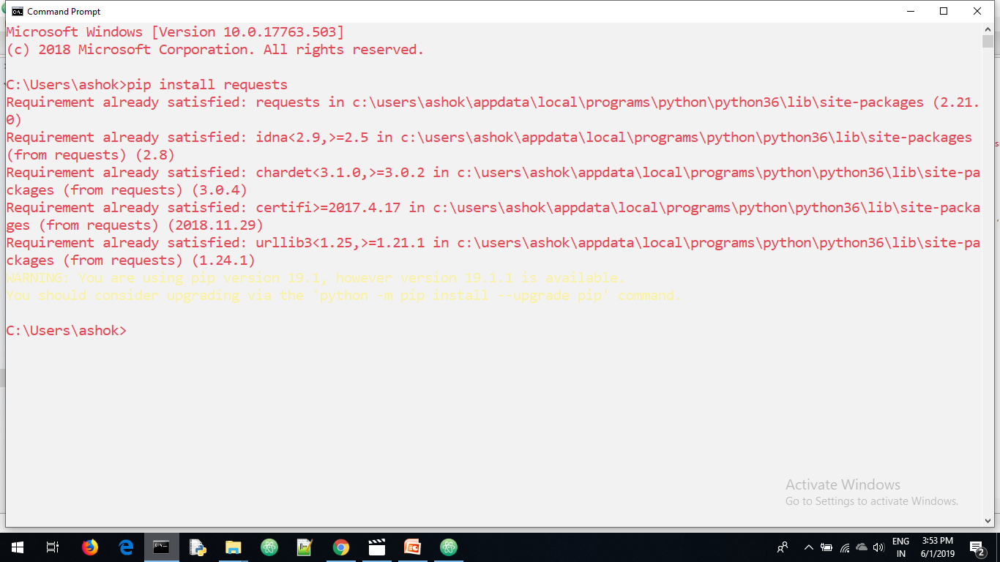 Command Prompt
Microsoft Windows [Version 10.0.17763.503]
(c) 2018 Microsoft Corporation. All rights reserved.
C:\Users\ashok>pip install requests
Requirement already satisfied: requests in c:\users\ashok\appdata\local\programs\python\python36\lib\site-packages (2.21.
0)
Requirement already satisfied: idna<2.9,>=2.5 in c:\users\ashok\appdata\local\programs\python\python36\lib\site-packages
(from requests) (2.8)
Requirement already satisfied: chardet<3.1.0,>=3.0.2 in c:\users\ashok\appdata\local\programs\python\python36\lib\site-pa
ckages (from requests) (3.0.4)
Requirement already satisfied: certifi>=2017.4.17 in c:\users\ashok\appdata\local\programs\python\python36\lib\site-packa
ges (from requests) (2018.11.29)
Requirement already satisfied: urllib3<1.25,>=1.21.1 in c:\users\ashok\appdata\local\programs\python\python36\lib\site-pa
ckages (from requests) (1.24.1)
WARNING: You are using pip version 19.1, however version 19.1.1 is available.
You should consider upgrading via the 'python -m pip install --upgrade pip' command.
C:\Users\ashok>
Activate Windows
Go to Settings to activate Windows.
ENG
IN
3:53 PM
6/1/2019
2